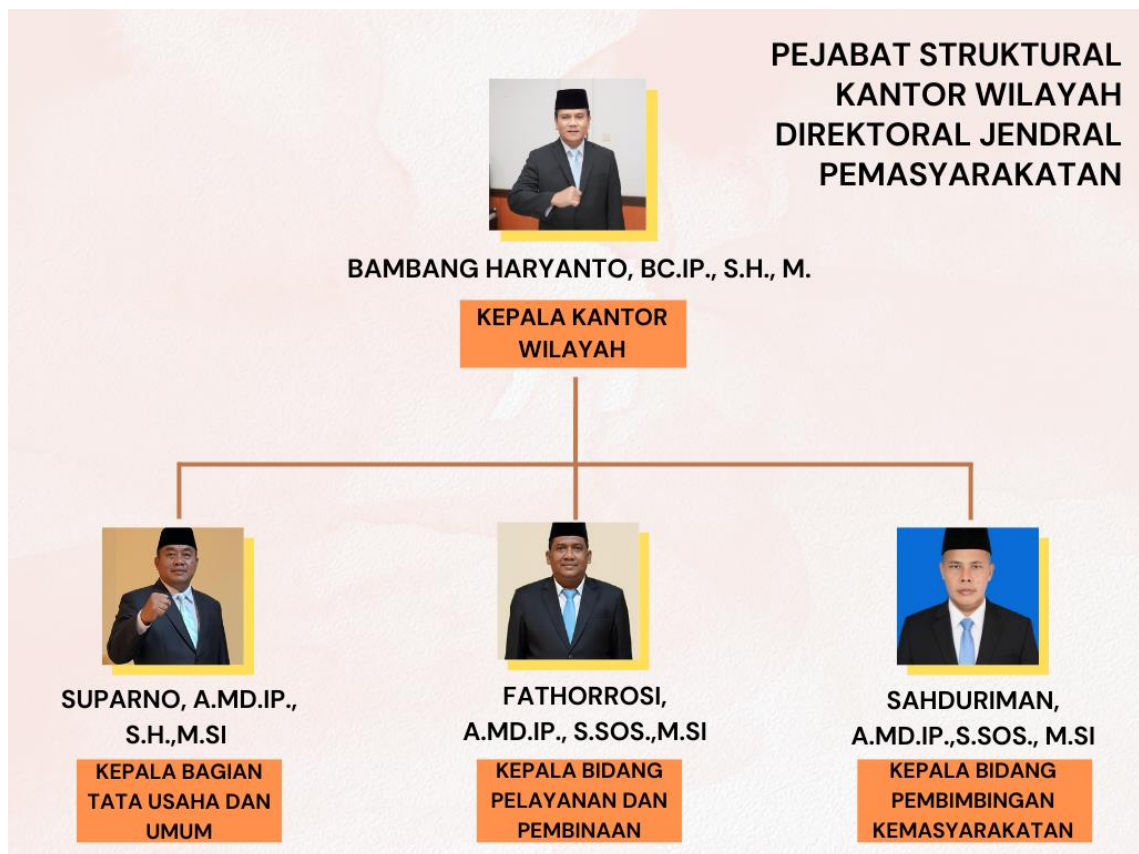 PEJABAT STRUKTURAL
KANTOR WILAYAH
DIREKTORAL JENDRAL
PEMASYARAKATAN
BAMBANG HARYANTO, BC.IP., S.H., M.
KEPALA KANTOR
WILAYAH
SUPARNO, A.MD.IP.,
S.H.,M.SI
KEPALA BAGIAN
TATA USAHA DAN
UMUM
FATHORROSI,
A.MD.IP., S.SOS.,M.SI
KEPALA BIDANG
PELAYANAN DAN
PEMBINAAN
SAHDURIMAN,
A.MD.IP.,S.SOS., M.SI
KEPALA BIDANG
PEMBIMBINGAN
KEMASYARAKATAN